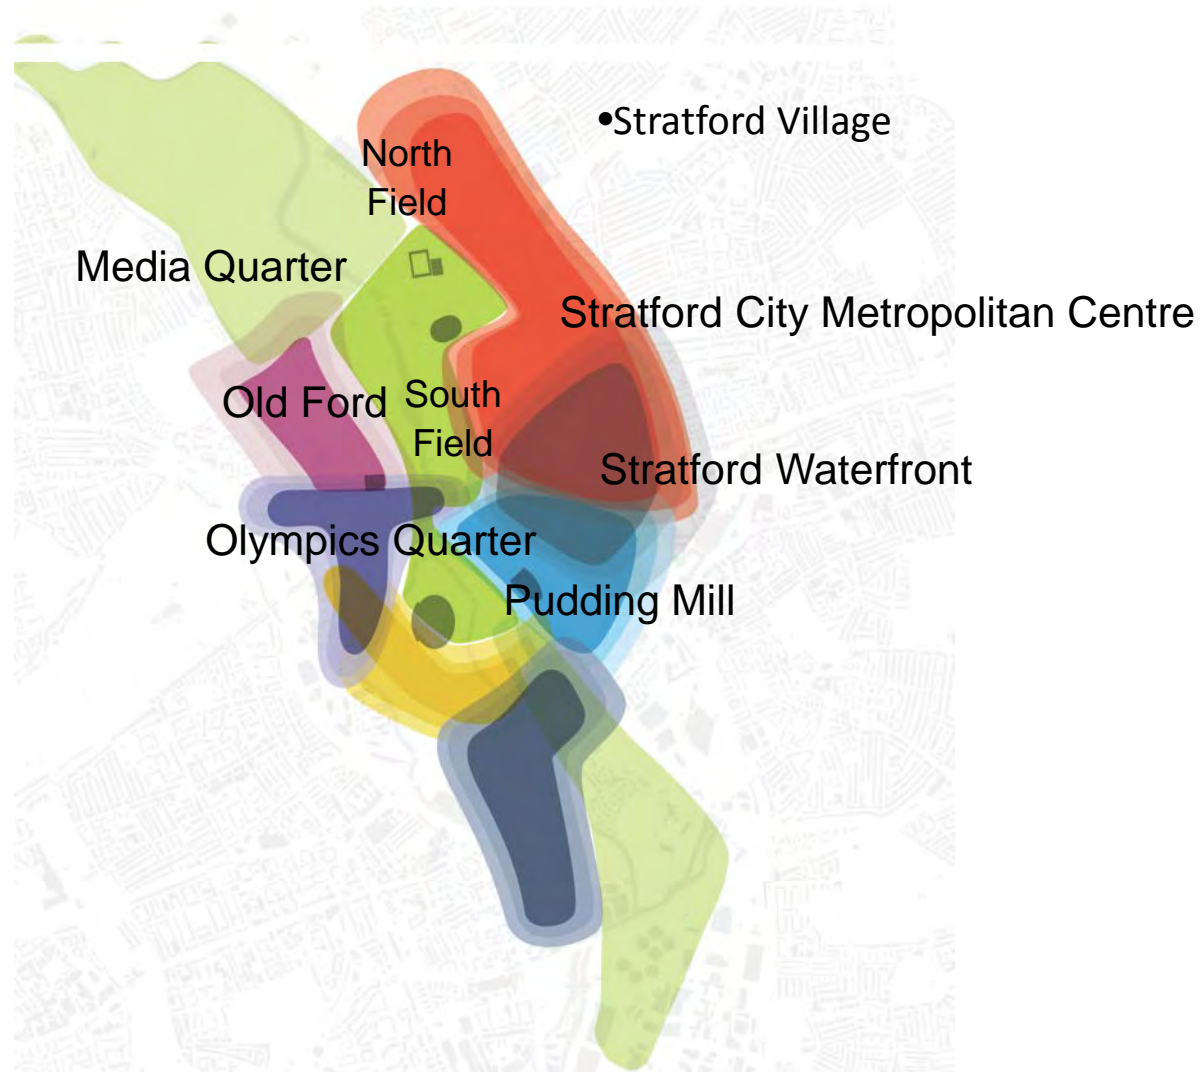 •Stratford Village
North
Field
Media Quarter
Stratford City Metropolitan Centre
Old Ford
South
Field
Stratford Waterfront
Olympics Quarter
Pudding Mill